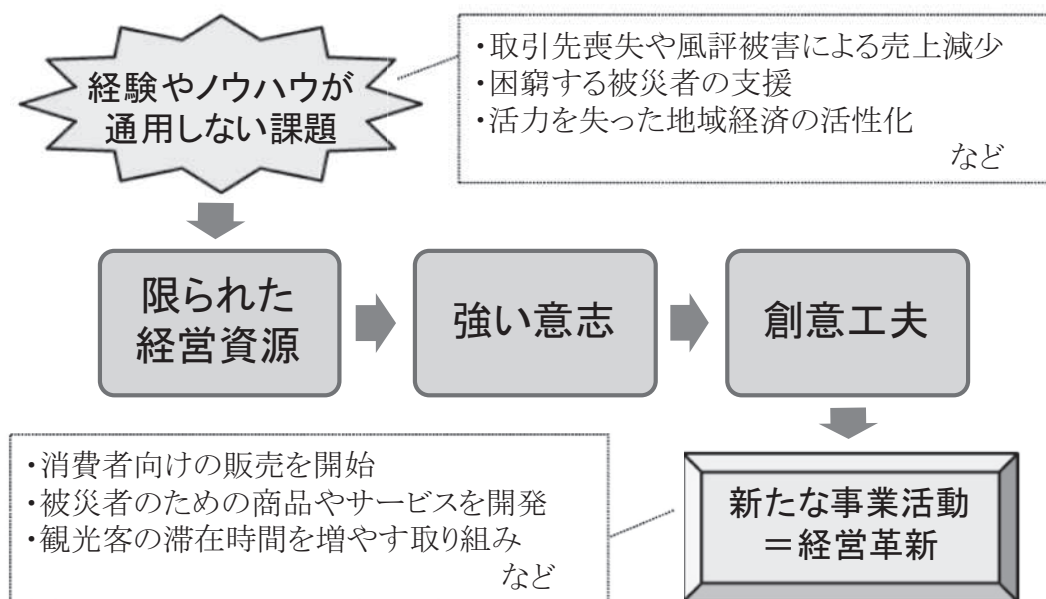 経験やノウハウが
通用しない課題
・取引先喪失や風評被害による売上減少
・困窮する被災者の支援
・活力を失った地域経済の活性化
など
限られた
経営資源
強い意志
創意工夫
・消費者向けの販売を開始
・被災者のための商品やサービスを開発
・観光客の滞在時間を増やす取り組み
など
新たな事業活動
＝経営革新